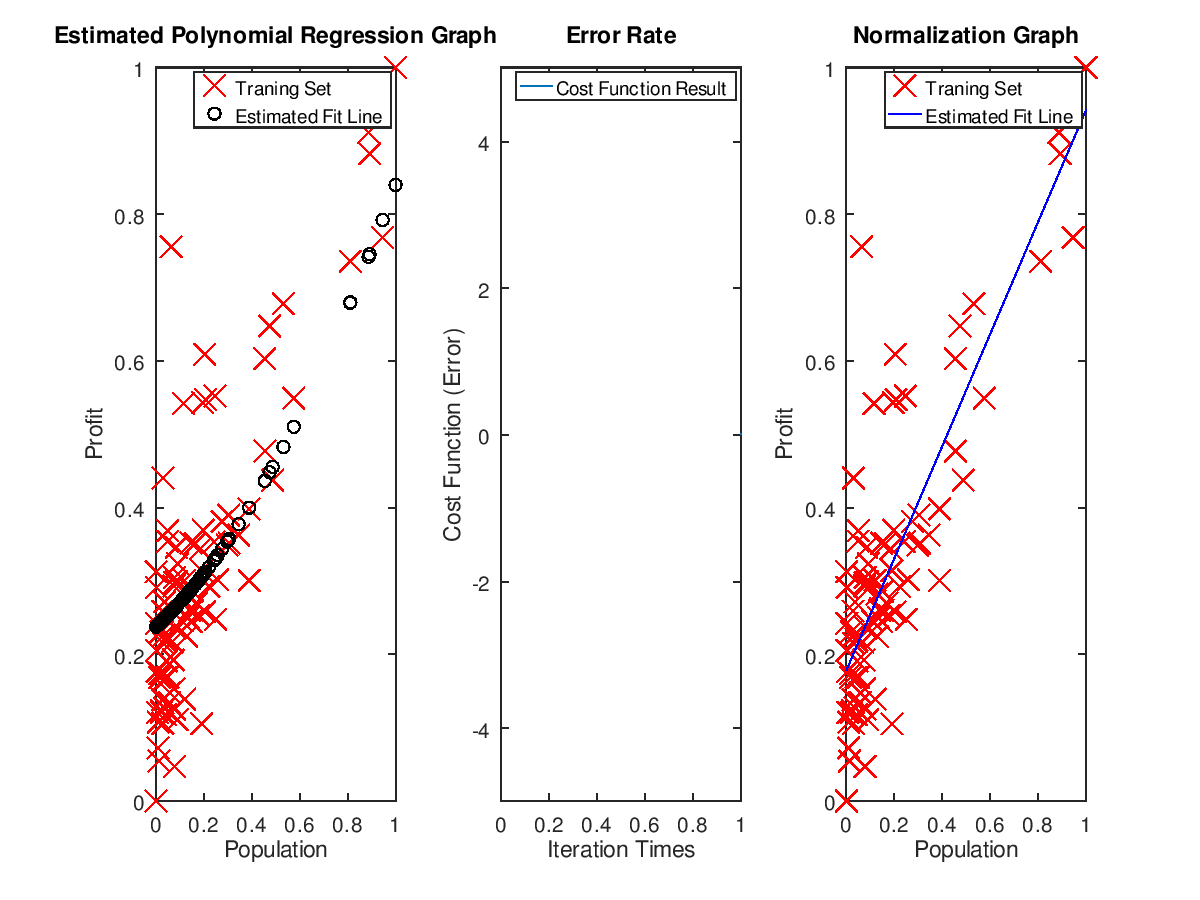 Estimated Polynomial Regression Graph
Traning Set
Estimated Fit Line
Profit
1
0.8
0.6
0.4
0.2
0
0 0.2 0.4 0.6 0.8 1
Population
Error Rate
Cost Function Result
Cost Function (Error)
4
2
0
-2
-4
0 0.2 0.4 0.6 0.8 1
Iteration Times
Normalization Graph
Traning Set
Estimated Fit Line
Profit
1
0.8
0.6
0.4
0.2
0
0 0.2 0.4 0.6 0.8 1
Population